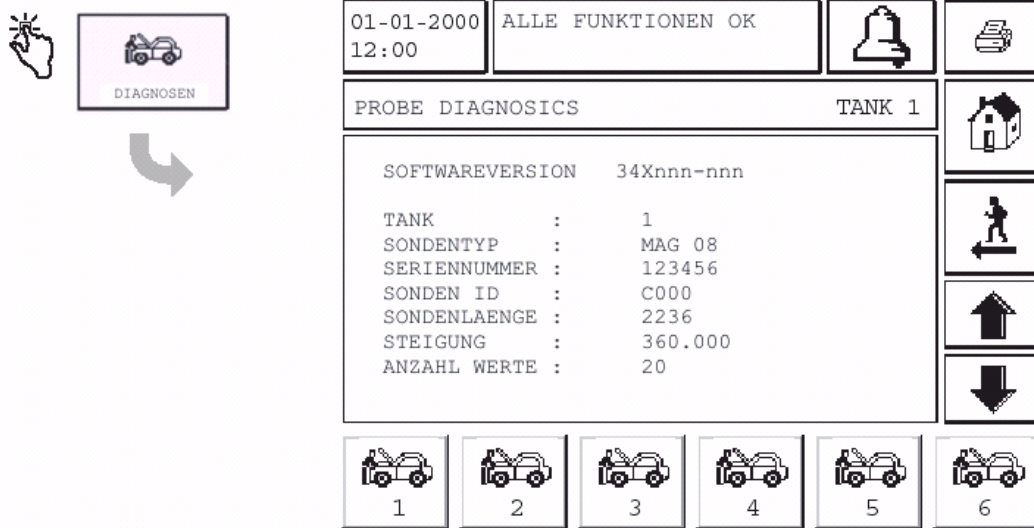 DIAGNOSEN
01-01-2000
12:00
ALLE FUNKTIONEN OK
PROBE DIAGNOSICS TANK 1
SOFTWAREVERSION 34Xnnn-nnn
TANK : 1
SONDENTYP : MAG 08
SERIENNUMMER : 123456
SONDEN ID : C000
SONDENLAENGE : 2236
STEIGUNG : 360.000
ANZAHL WERTE : 20
1 2 3 4 5 6